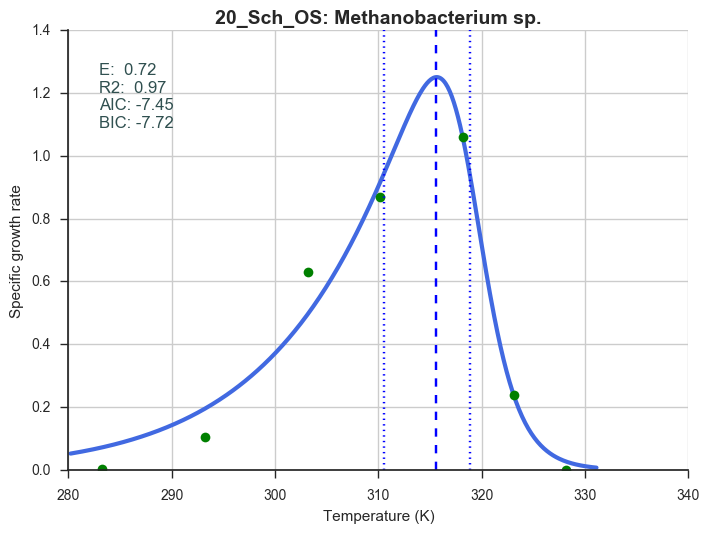 20_Sch_OS: Methanobacterium sp.
E:  0.72
R2:  0.97
AIC: -7.45
BIC: -7.72
Specific growth rate
1.4
1.2
1.0
0.8
0.6
0.4
0.2
0.0
280 290 300 310 320 330 340
Temperature (K)